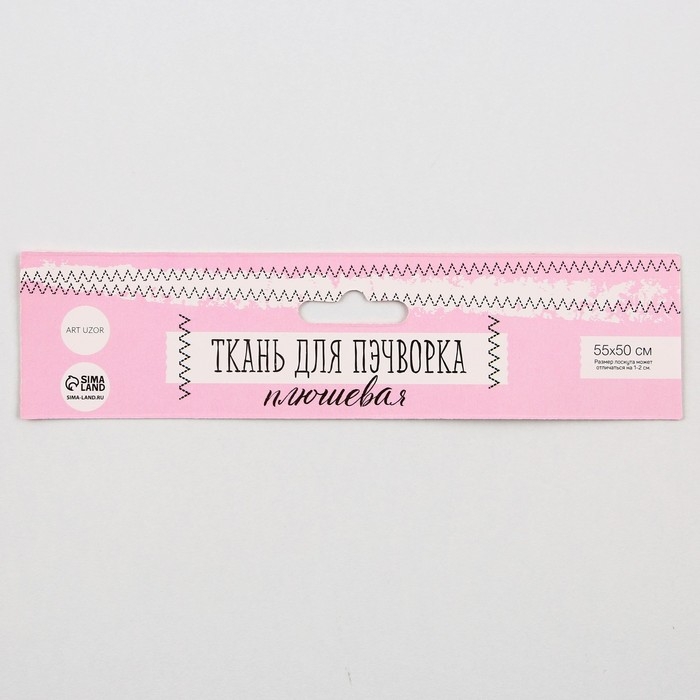 ART UZOR
SIMA
LAND
SIMA-LAND.RU
ТКАНЬ ДЛЯ ПЭЧВОРКА
плюшевая
55х50 см
Размер лоскута может
отличаться на 1-2 см.